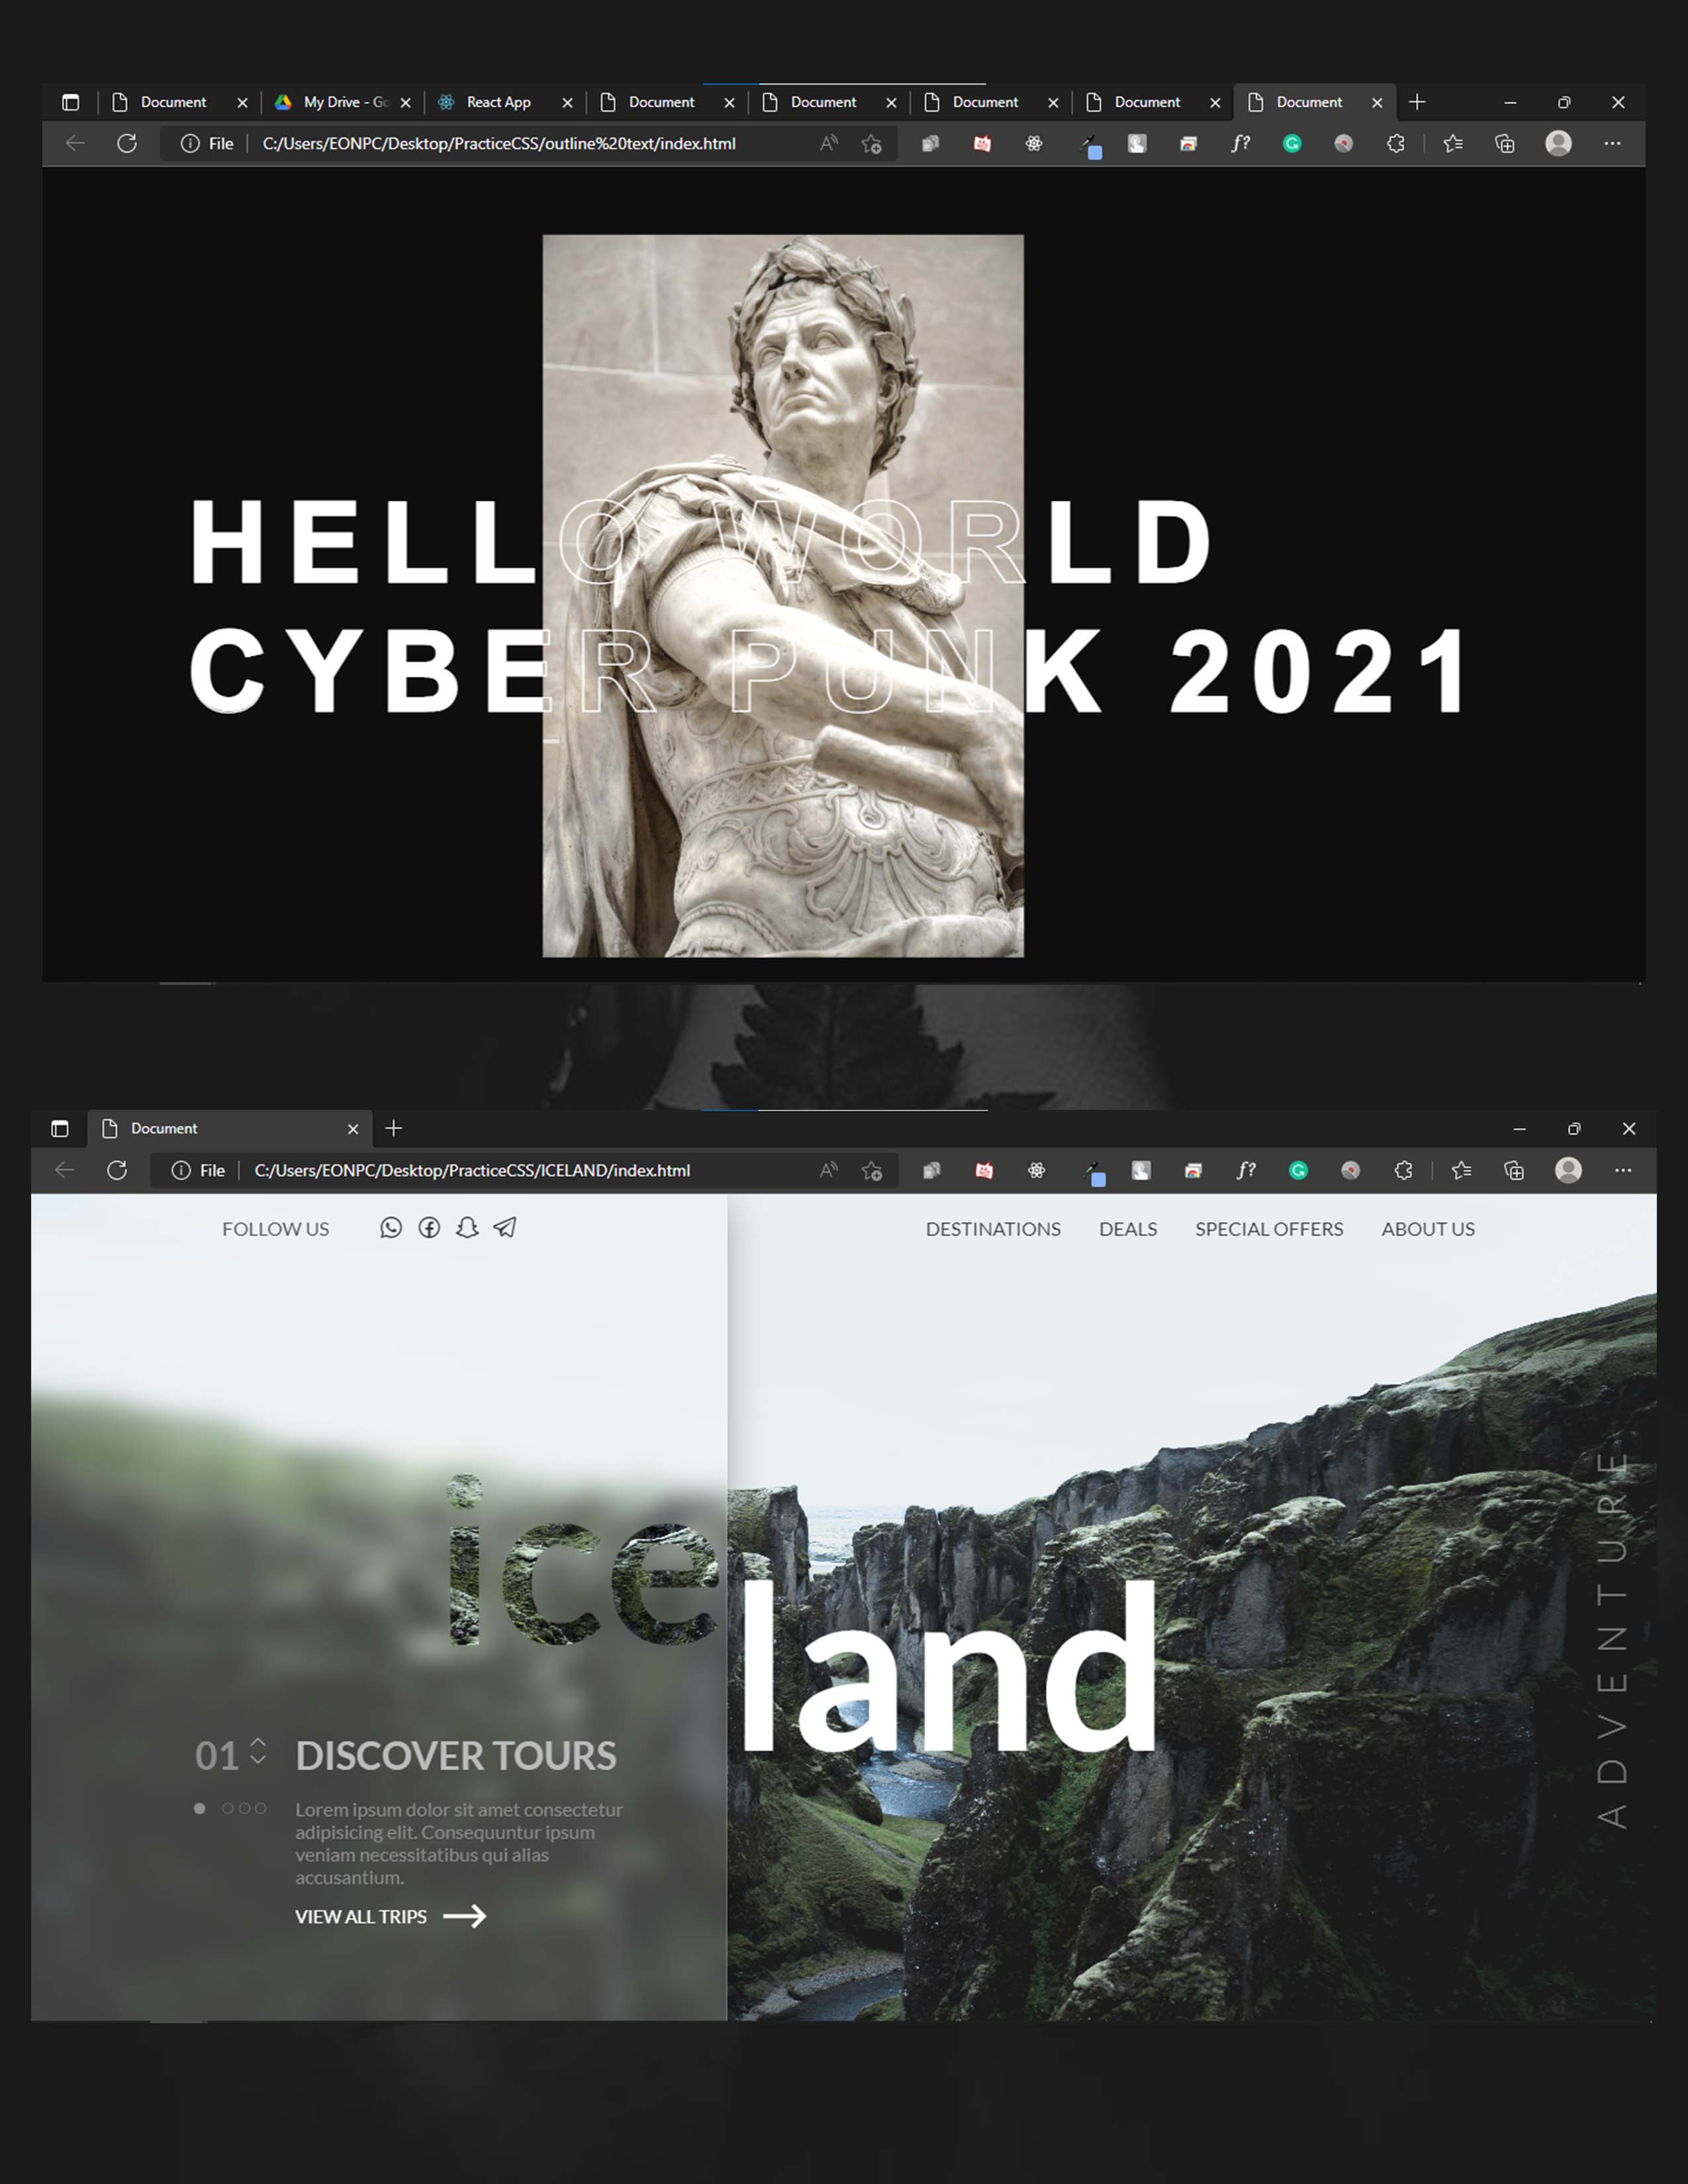 Document
My Drive - Go
React App
Document
Document
Document
Document
Document
File
C:/Users/EONPC/Desktop/PracticeCSS/outline%20text/index.html
f?
HELLO WORLD
CYBER PUNK 2021
Document
File
C:/Users/EONPC/Desktop/PracticeCSS/ICELAND/index.html
f?
FOLLOW US
DESTINATIONS
DEALS
SPECIAL OFFERS
ABOUT US
iceland
ADVENTURE
01
DISCOVER TOURS
Lorem ipsum dolor sit amet consectetur
adipisicing elit. Consequuntur ipsum
veniam necessitatibus qui alias
accusantium.
VIEW ALL TRIPS